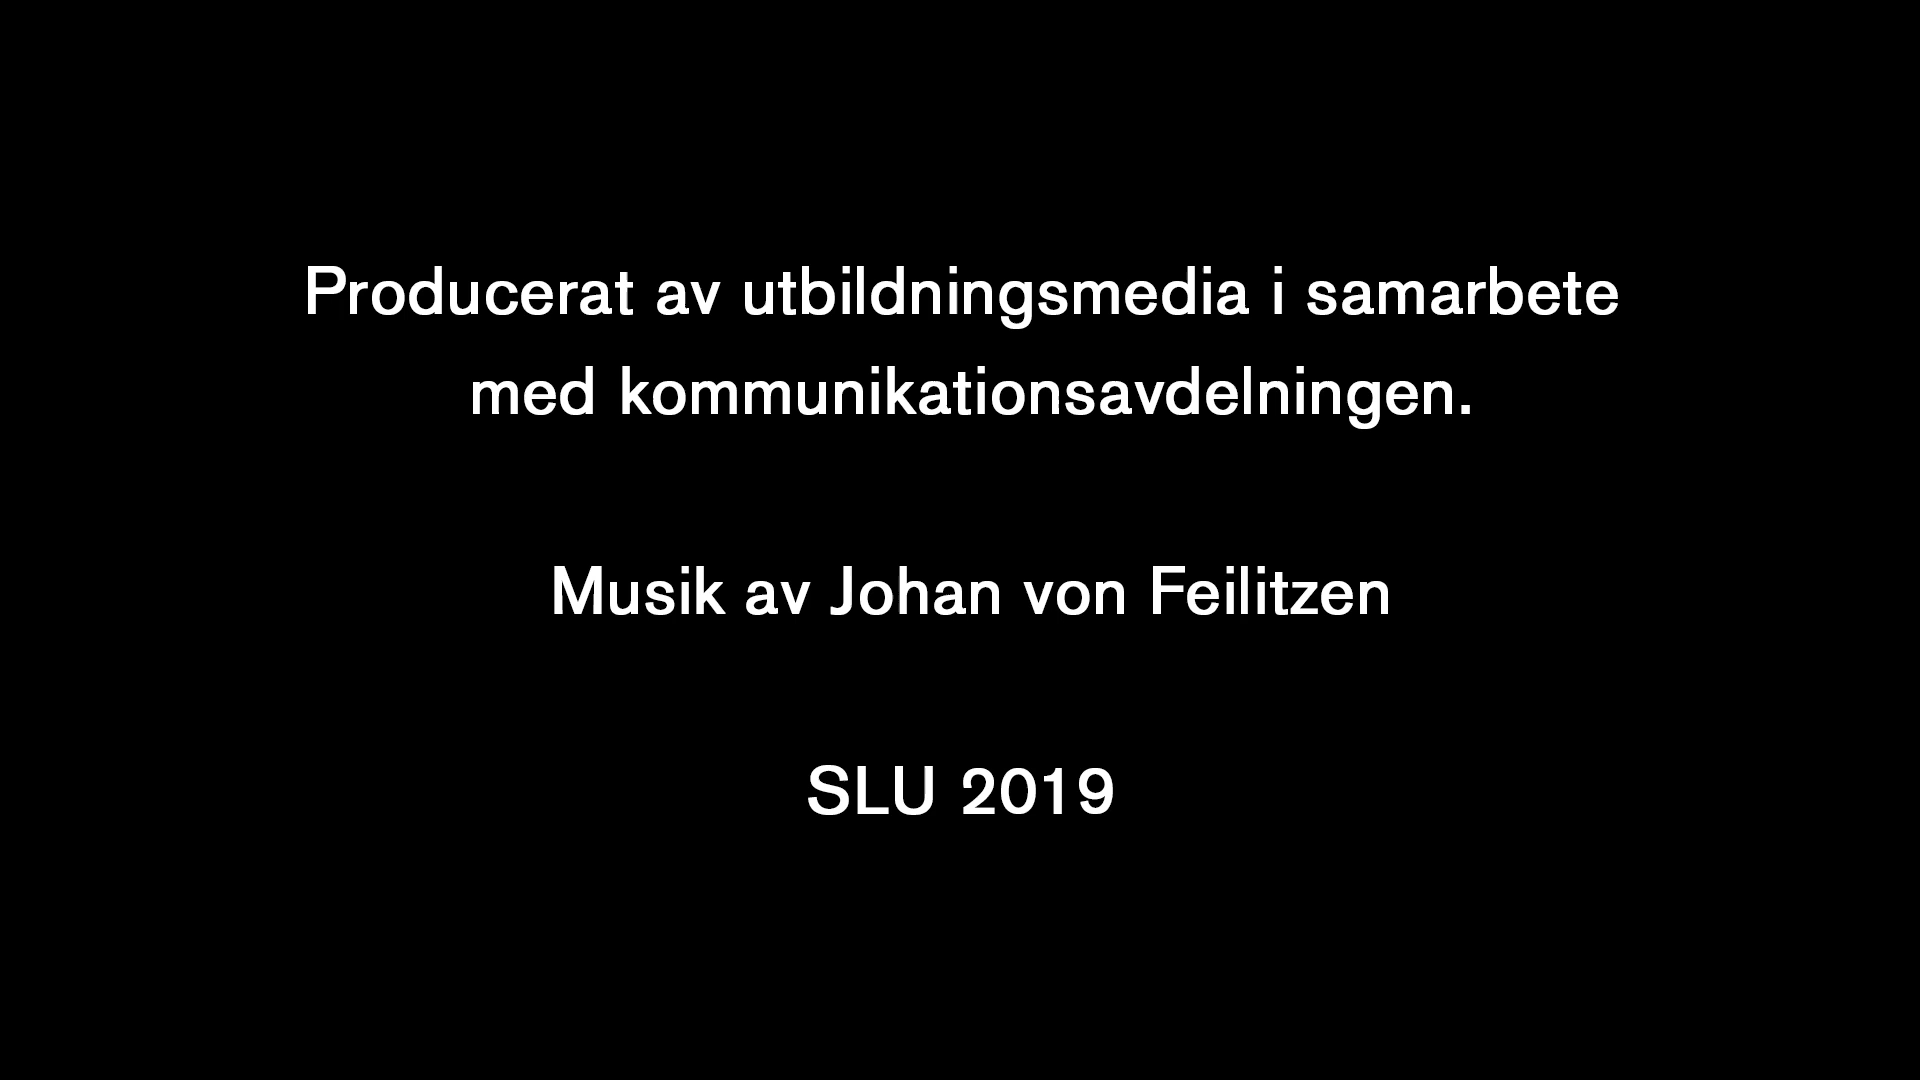 Producerat av utbildningsmedia i samarbete
med kommunikationsavdelningen.
Musik av Johan von Feilitzen
SLU 2019